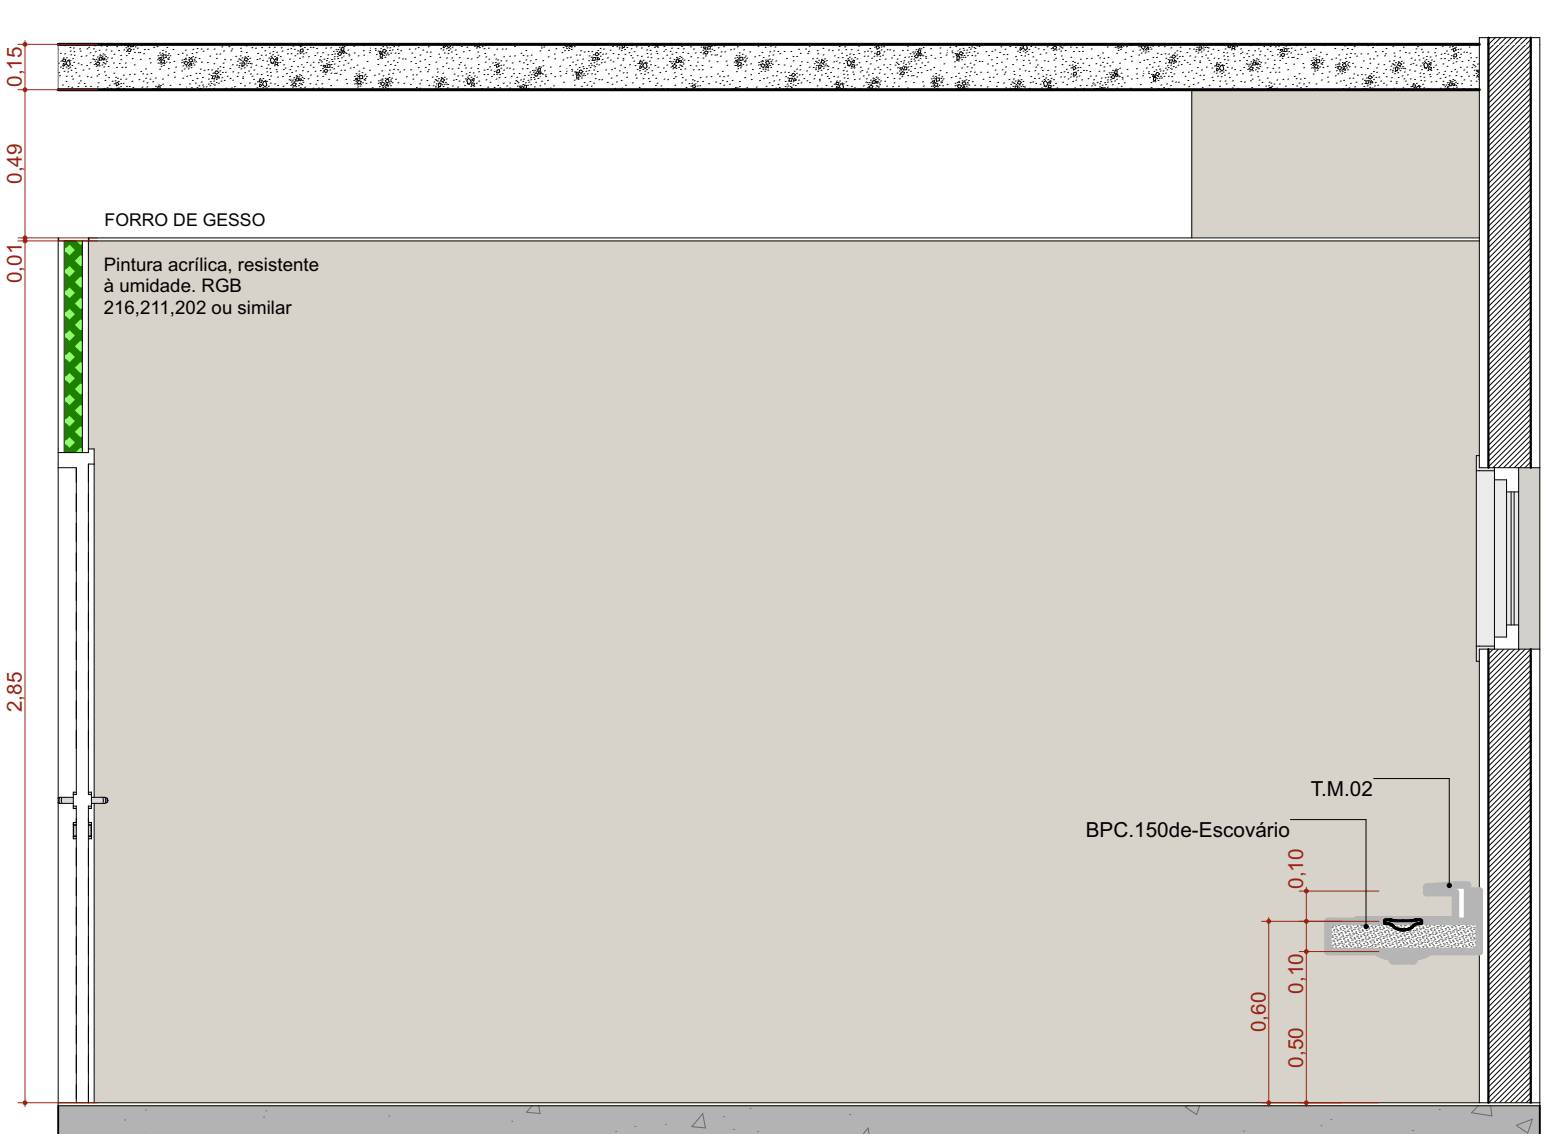 0,15
0,49
FORRO DE GESSO
0,01
Pintura acrílica, resistente
à umidade. RGB
216,211,202 ou similar
2,85
T.M.02
BPC.150de-Escovário
0,10
0,10
0,60
0,50